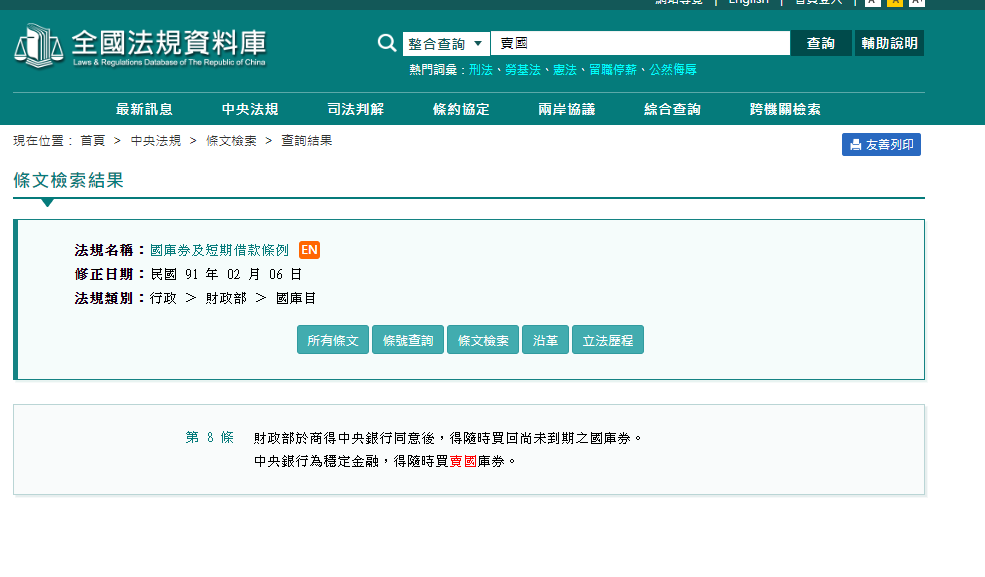 網站導覽 | English | 會員登入 |
全國法規資料庫
Laws & Regulations Database of The Republic of China
整合查詢 賣國 查詢 輔助說明
熱門詞彙：刑法、勞基法、憲法、留職停薪、公然侮辱
最新訊息 中央法規 司法判解 條約協定 兩岸協議 綜合查詢 跨機關檢索
現在位置： 首頁 > 中央法規 > 條文檢索 > 查詢結果
友善列印
條文檢索結果
法規名稱：國庫券及短期借款條例 EN
修正日期：民國 91 年 02 月 06 日
法規類別：行政 ＞ 財政部 ＞ 國庫目
所有條文 條號查詢 條文檢索 沿革 立法歷程
第 8 條 財政部於商得中央銀行同意後，得隨時買回尚未到期之國庫券。
中央銀行為穩定金融，得隨時買賣國庫券。